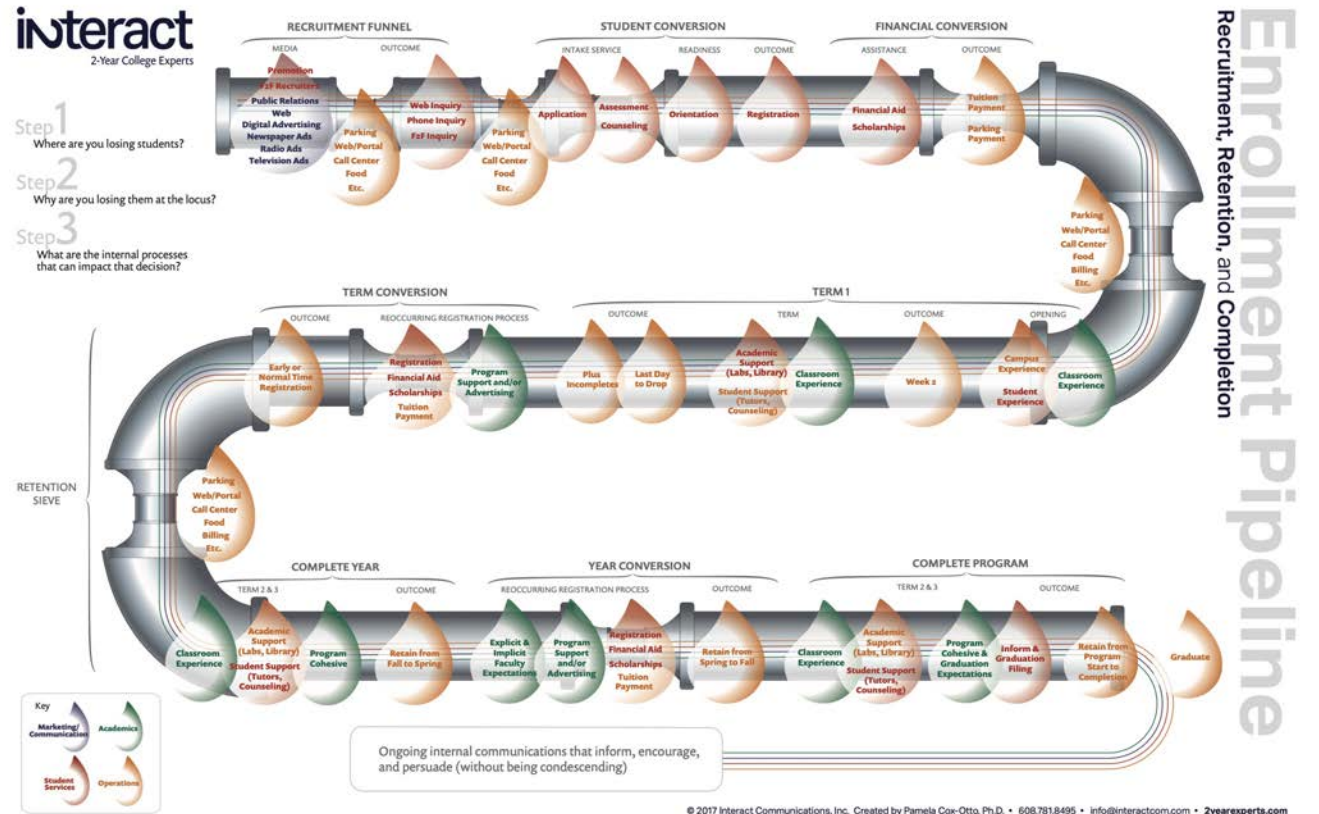 interact
2-Year College Experts
Step 1
Where are you losing students?
Step 2
Why are you losing them at the locus?
Step 3
What are the internal processes
that can impact that decision?
RECRUITMENT FUNNEL
MEDIA
OUTCOME
Promotion
F2F Recruiters
Public Relations
Web
Digital Advertising
Newspaper Ads
Radio Ads
Television Ads
Parking
Web/Portal
Call Center
Food
Etc.
Web Inquiry
Phone Inquiry
F2F Inquiry
Parking
Web/Portal
Call Center
Food
Etc.
STUDENT CONVERSION
INTAKE SERVICE
READINESS
OUTCOME
Application
Assessment
Counseling
Orientation
Registration
FINANCIAL CONVERSION
ASSISTANCE
OUTCOME
Financial Aid
Scholarships
Tuition
Payment
Parking
Payment
Parking
Web/Portal
Call Center
Food
Billing
Etc.
Enrollment Pipeline
Recruitment, Retention, and Completion
TERM 1
OUTCOME
TERM
OUTCOME
OPENING
Plus
Incompletes
Last Day
to Drop
Academic
Support
(Labs, Library)
Student Support
(Tutors,
Counseling)
Classroom
Experience
Week 2
Campus
Experience
Student
Experience
Classroom
Experience
TERM CONVERSION
OUTCOME
REOCCURRING REGISTRATION PROCESS
Early or
Normal Time
Registration
Registration
Financial Aid
Scholarships
Tuition
Payment
Program
Support and/or
Advertising
RETENTION
SIEVE
Parking
Web/Portal
Call Center
Food
Billing
Etc.
COMPLETE YEAR
TERM 2 & 3
OUTCOME
Classroom
Experience
Academic
Support
(Labs, Library)
Student Support
(Tutors,
Counseling)
Program
Cohesive
Retain from
Fall to Spring
YEAR CONVERSION
REOCCURRING REGISTRATION PROCESS
OUTCOME
Explicit &
Implicit
Faculty
Expectations
Program
Support
and/or
Advertising
Registration
Financial Aid
Scholarships
Tuition
Payment
Retain from
Spring to Fall
COMPLETE PROGRAM
TERM 2 & 3
OUTCOME
Classroom
Experience
Academic
Support
(Labs, Library)
Student Support
(Tutors,
Counseling)
Program
Cohesive &
Graduation
Expectations
Inform &
Graduation
Filing
Retain from
Program
Start to
Completion
Graduate
Key
Marketing/
Communication
Academics
Student
Services
Operations
Ongoing internal communications that inform, encourage,
and persuade (without being condescending)
© 2017 Interact Communications, Inc. Created by Pamela Cox-Otto, Ph.D. • 608.781.8495 • info@interactcom.com • 2yearexperts.com